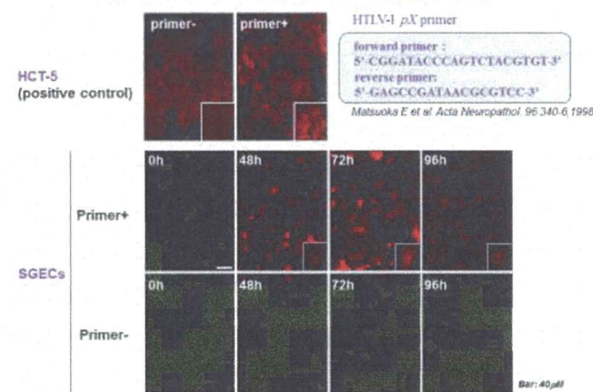 primer- primer+
HTLV-I pX primer
forward primer :
5'-CGGATACCCAGTCTACGTGT-3'
reverse primer:
5'-GAGCCGATAACGCGTCC-3'
Matsuoka E et al. Acta Neuropathol. 96:340-6,1998
HCT-5
(positive control)
0h 48h 72h 96h
Primer+
SGECs
0h 48h 72h 96h
Primer-
Bar: 40μM